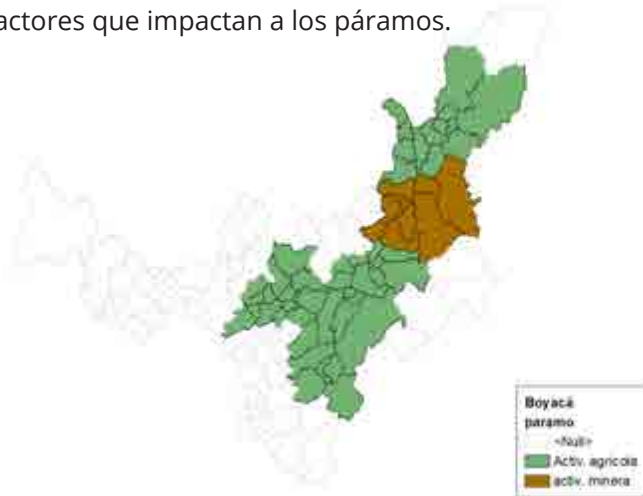 actores que impactan a los páramos.
Boyacá
paramo
<Null>
Activ. agricola
activ. minera